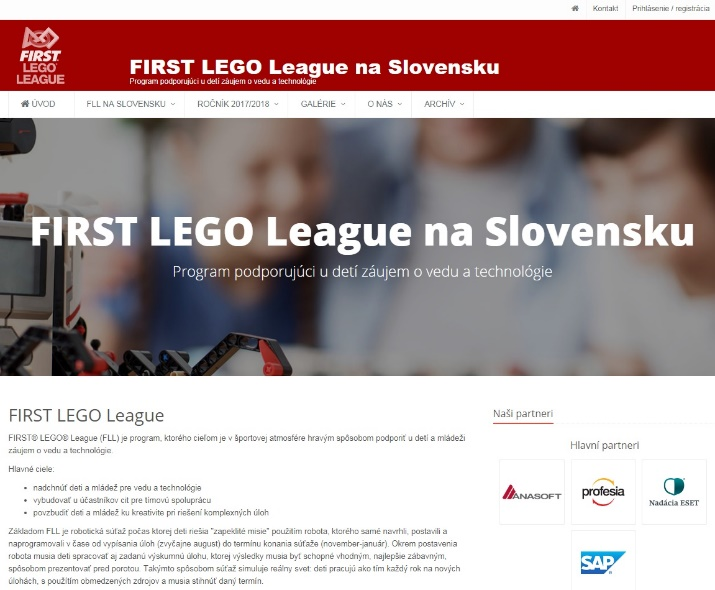 Kontakt Prihlásenie / registrácia
FIRST
LEGO
LEAGUE
FIRST LEGO League na Slovensku
Program podporujúci u detí záujem o vedu a technológie
ÚVOD FLL NA SLOVENSKU ROČNÍK 2017/2018 GALÉRIE O NÁS ARCHÍV
FIRST LEGO League na Slovensku
Program podporujúci u detí záujem o vedu a technológie
FIRST LEGO League
FIRST® LEGO® League (FLL) je program, ktorého cieľom je v športovej atmosfére hravým spôsobom podporiť u detí a mládeži
záujem o vedu a technológie.
Hlavné ciele:
nadchnúť deti a mládež pre vedu a technológie
vybudovať u účastníkov cit pre tímovú spoluprácu
povzbudiť deti a mládež ku kreativite pri riešení komplexných úloh
Základom FLL je robotická súťaž počas ktorej deti riešia "zapeklité misie" použitím robota, ktorého samé navrhli, postavili a
naprogramovali v čase od vypísania úloh (zvyčajne august) do termínu konania súťaže (november-január). Okrem postavenia
robota musia deti spracovať aj zadanú výskumnú úlohu, ktorej výsledky musia byť schopné vhodným, najlepšie zábavným,
spôsobom prezentovať pred porotou. Takýmto spôsobom súťaž simuluje reálny svet: deti pracujú ako tím každý rok na nových
úlohách, s použitím obmedzených zdrojov a musia stihnúť daný termín.
Naši partneri
Hlavní partneri
ANASOFT
profesia
Nadácia ESET
SAP